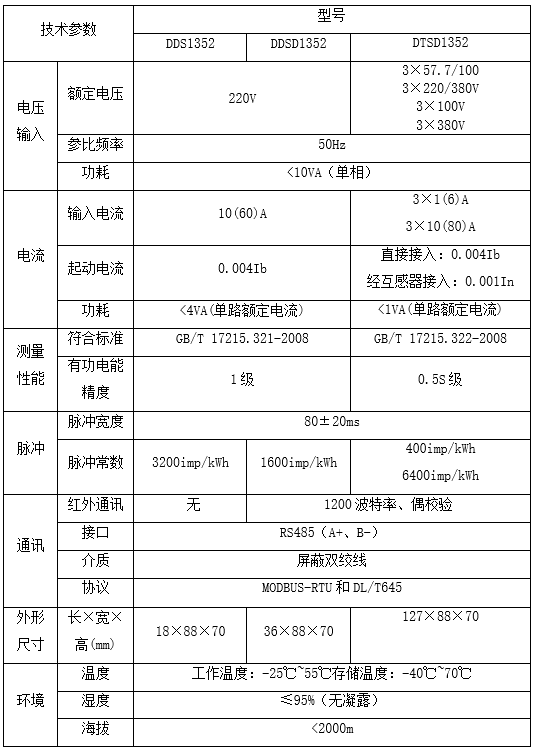 技术参数
型号
DDS1352
DDSD1352
DTSD1352
电压
输入
额定电压
220V
3×57.7/100
3×220/380V
3×100V
3×380V
参比频率
50Hz
功耗
<10VA（单相）
电流
输入电流
10(60)A
3×1(6)A
3×10(80)A
起动电流
0.004Ib
直接接入：0.004Ib
经互感器接入：0.001In
功耗
<4VA(单路额定电流)
<1VA(单路额定电流)
测量
性能
符合标准
GB/T 17215.321-2008
GB/T 17215.322-2008
有功电能
精度
1级
0.5S级
脉冲
脉冲宽度
80±20ms
脉冲常数
3200imp/kWh
1600imp/kWh
400imp/kWh
6400imp/kWh
通讯
红外通讯
无
1200波特率、偶校验
接口
RS485（A+、B-）
介质
屏蔽双绞线
协议
MODBUS-RTU和DL/T645
外形
尺寸
长×宽×
高(mm)
18×88×70
36×88×70
127×88×70
环境
温度
工作温度：-25℃~55℃存储温度：-40℃~70℃
湿度
≤95%（无凝露）
海拔
<2000m